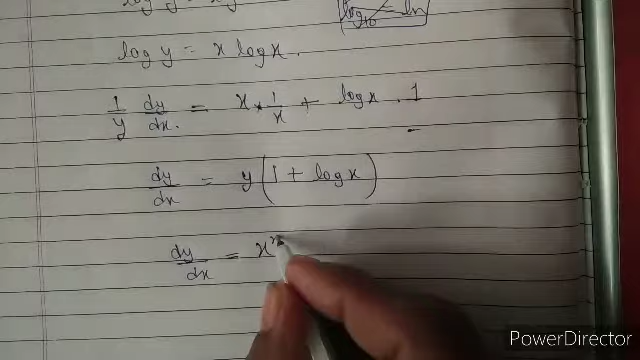 log y = x log x.
1/y dy/dx. = x * 1/x + log x . 1
dy/dx = y (1 + log x)
dy/dx = x^x
PowerDirector